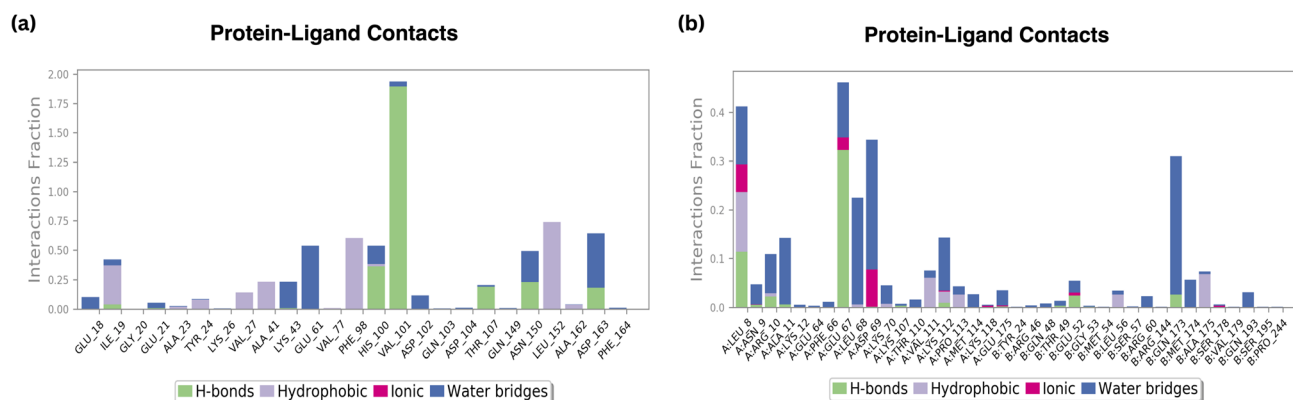 (a)
Protein-Ligand Contacts
Interactions Fraction
2.00
1.75
1.50
1.25
1.00
0.75
0.50
0.25
0.00
GLU_18
ILE_19
GLY_20
GLU_21
ALA_23
TYR_24
LYS_26
VAL_27
ALA_41
LYS_43
GLU_61
VAL_77
PHE_98
HIS_100
VAL_101
ASP_102
GLN_103
ASP_104
THR_107
GLN_149
ASN_150
LEU_152
ALA_162
ASP_163
PHE_164
H-bonds Hydrophobic Ionic Water bridges
(b)
Protein-Ligand Contacts
Interactions Fraction
0.4
0.3
0.2
0.1
0.0
A:LEU_8
A:ASN_9
A:ARG_10
A:ALA_11
A:LYS_12
A:GLU_64
A:PHE_66
A:GLU_67
A:LEU_68
A:ASP_69
A:LYS_70
A:LYS_107
A:THR_110
A:VAL_111
A:LYS_112
A:PRO_113
A:MET_114
A:LYS_118
A:GLU_175
B:TYR_24
B:ARG_46
B:GLN_48
B:THR_49
B:GLU_52
B:GLY_53
B:MET_54
B:LEU_56
B:SER_57
B:ARG_60
B:ARG_144
B:GLN_173
B:MET_174
B:ALA_175
B:SER_178
B:VAL_179
B:GLN_193
B:SER_195
B:PRO_244
H-bonds Hydrophobic Ionic Water bridges